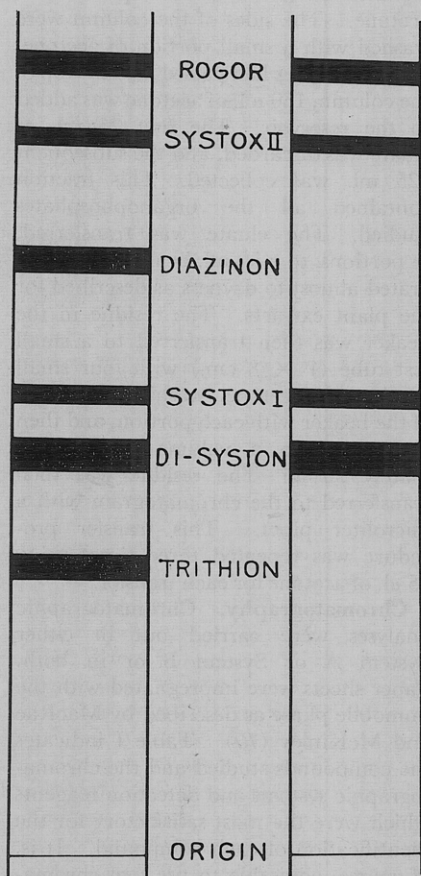 ROGOR
SYSTOX II
DIAZINON
SYSTOX I
DI-SYSTON
TRITHION
ORIGIN